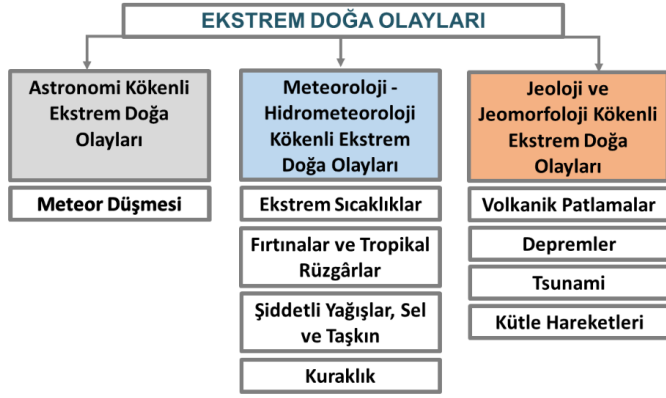 EKSTREM DOĞA OLAYLARI
Astronomi Kökenli
Ekstrem Doğa
Olayları
Meteor Düşmesi
Meteoroloji -
Hidrometeoroloji
Kökenli Ekstrem
Doğa Olayları
Ekstrem Sıcaklıklar
Fırtınalar ve Tropikal
Rüzgârlar
Şiddetli Yağışlar, Sel
ve Taşkın
Kuraklık
Jeoloji ve
Jeomorfoloji Kökenli
Ekstrem Doğa
Olayları
Volkanik Patlamalar
Depremler
Tsunami
Kütle Hareketleri